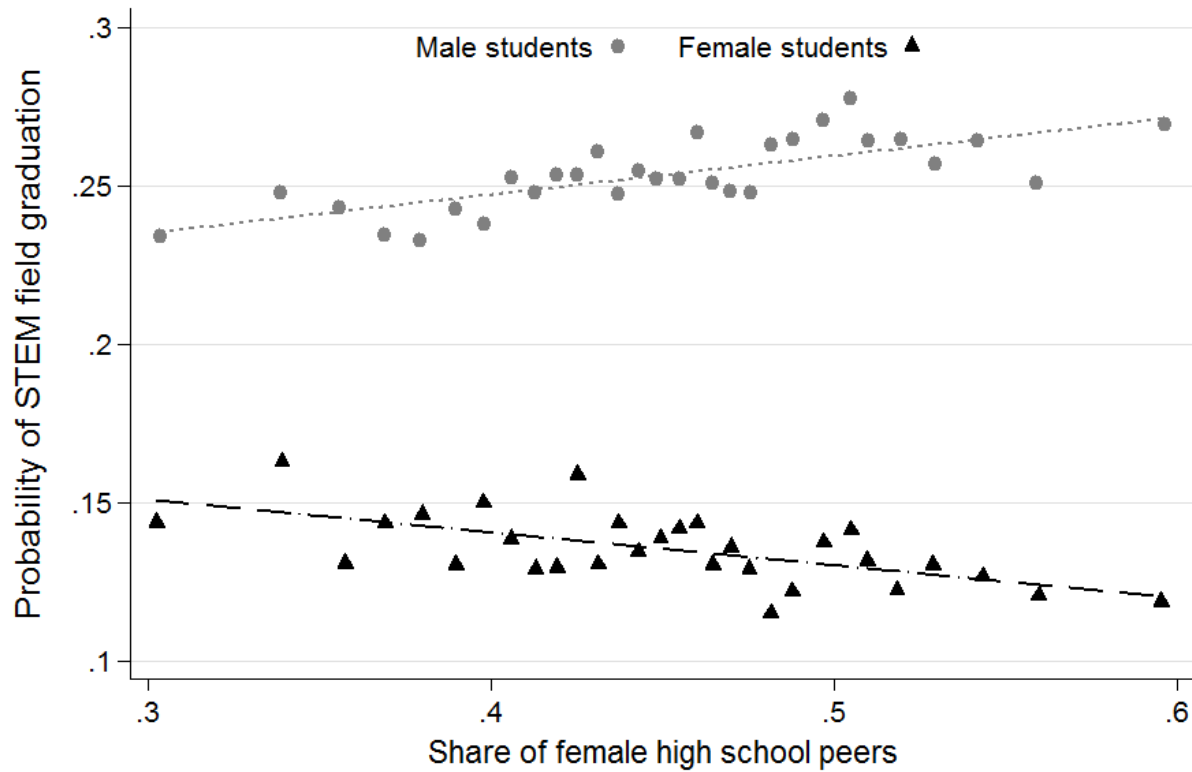 .3
Male students
Female students
.25
.2
.15
.1
Probability of STEM field graduation
.3
.4
.5
.6
Share of female high school peers